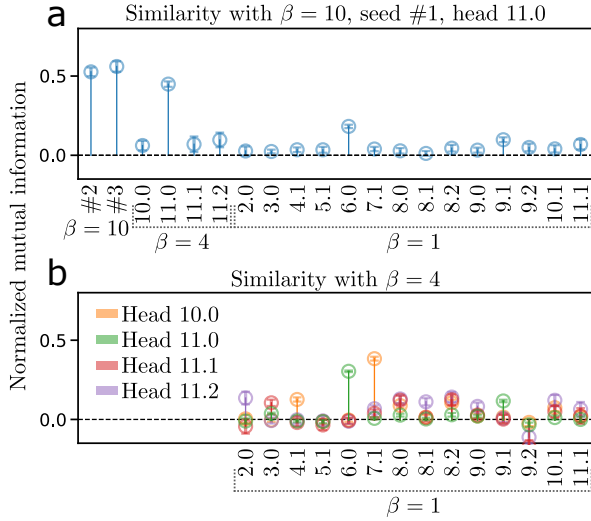 a
Similarity with β = 10, seed #1, head 11.0
Normalized mutual information
0.5
0.0
#2 #3 10.0 11.0 11.1 11.2 2.0 3.0 4.1 5.1 6.0 7.1 8.0 8.1 8.2 9.0 9.1 9.2 10.1 11.1
β = 10
β = 4
β = 1
b
Similarity with β = 4
Head 10.0
Head 11.0
Head 11.1
Head 11.2
0.5
0.0
2.0 3.0 4.1 5.1 6.0 7.1 8.0 8.1 8.2 9.0 9.1 9.2 10.1 11.1
β = 1